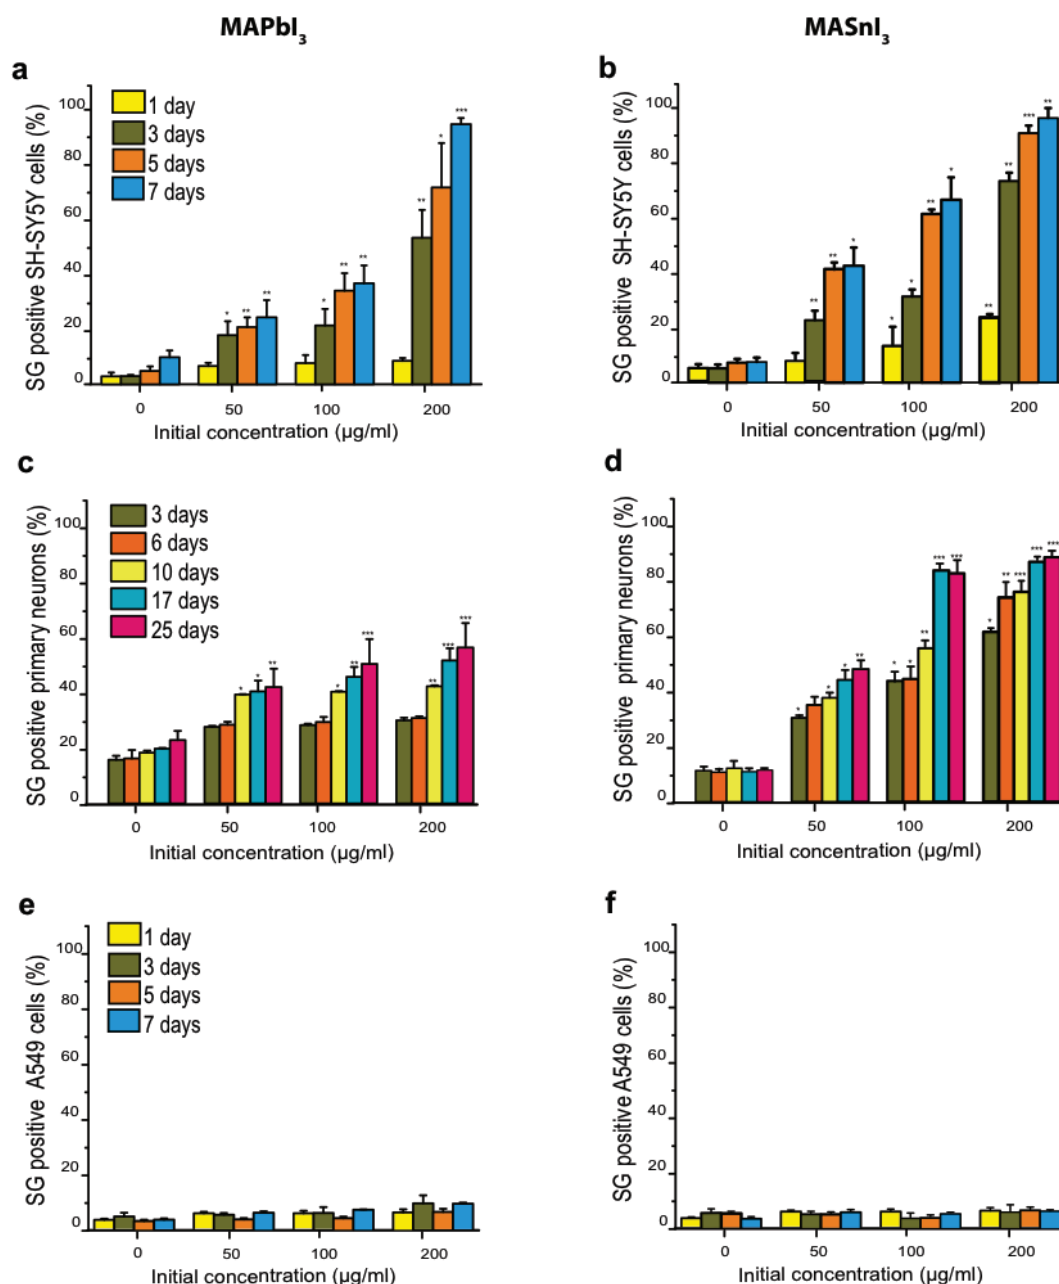 MAPbI3
MASnI3
a
SG positive SH-SY5Y cells (%)
100
80
60
40
20
0
1 day
3 days
5 days
7 days
* ** **
* ** **
** * ***
0 50 100 200
Initial concentration (µg/ml)
b
SG positive SH-SY5Y cells (%)
100
80
60
40
20
0
** ** *
* * ** *
** ** *** **
0 50 100 200
Initial concentration (µg/ml)
c
SG positive primary neurons (%)
100
80
60
40
20
0
3 days
6 days
10 days
17 days
25 days
* * **
* ** ***
** *** ***
0 50 100 200
Initial concentration (µg/ml)
d
SG positive primary neurons (%)
100
80
60
40
20
0
* * * **
* * ** *** ***
* ** *** *** ***
0 50 100 200
Initial concentration (µg/ml)
e
SG positive A549 cells (%)
100
80
60
40
20
0
1 day
3 days
5 days
7 days
0 50 100 200
Initial concentration (µg/ml)
f
SG positive A549 cells (%)
100
80
60
40
20
0
0 50 100 200
Initial concentration (µg/ml)